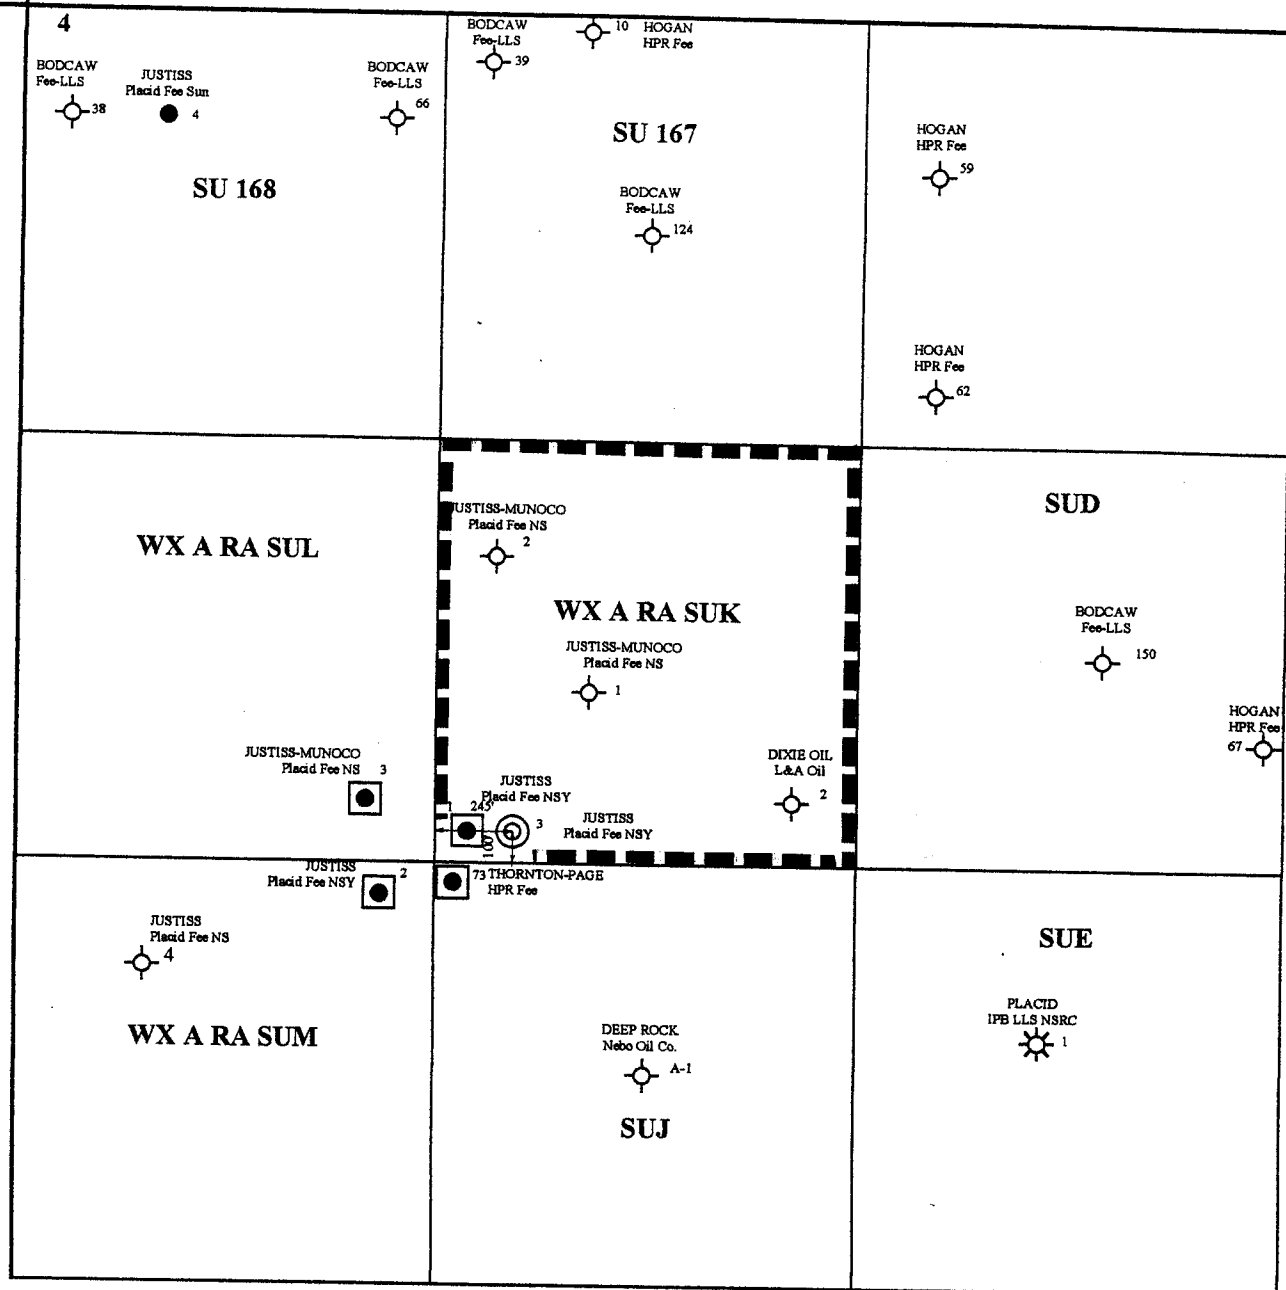 4
BODCAW
Fee-LLS
38
JUSTISS
Placid Fee Sun
4
BODCAW
Fee-LLS
66
SU 168
BODCAW
Fee-LLS
39
10
HOGAN
HPR Fee
SU 167
BODCAW
Fee-LLS
124
HOGAN
HPR Fee
59
HOGAN
HPR Fee
62
WX A RA SUL
JUSTISS-MUNOCO
Placid Fee NS
3
JUSTISS-MUNOCO
Placid Fee NS
2
WX A RA SUK
JUSTISS-MUNOCO
Placid Fee NS
1
DIXIE OIL
L&A Oil
2
JUSTISS
Placid Fee NSY
1
245'
3
100'
JUSTISS
Placid Fee NSY
SUD
BODCAW
Fee-LLS
150
HOGAN
HPR Fee
67
JUSTISS
Placid Fee NSY
2
JUSTISS
Placid Fee NS
4
WX A RA SUM
73
THORNTON-PAGE
HPR Fee
DEEP ROCK
Nebo Oil Co.
A-1
SUJ
SUE
PLACID
IPB LLS NSRC
1